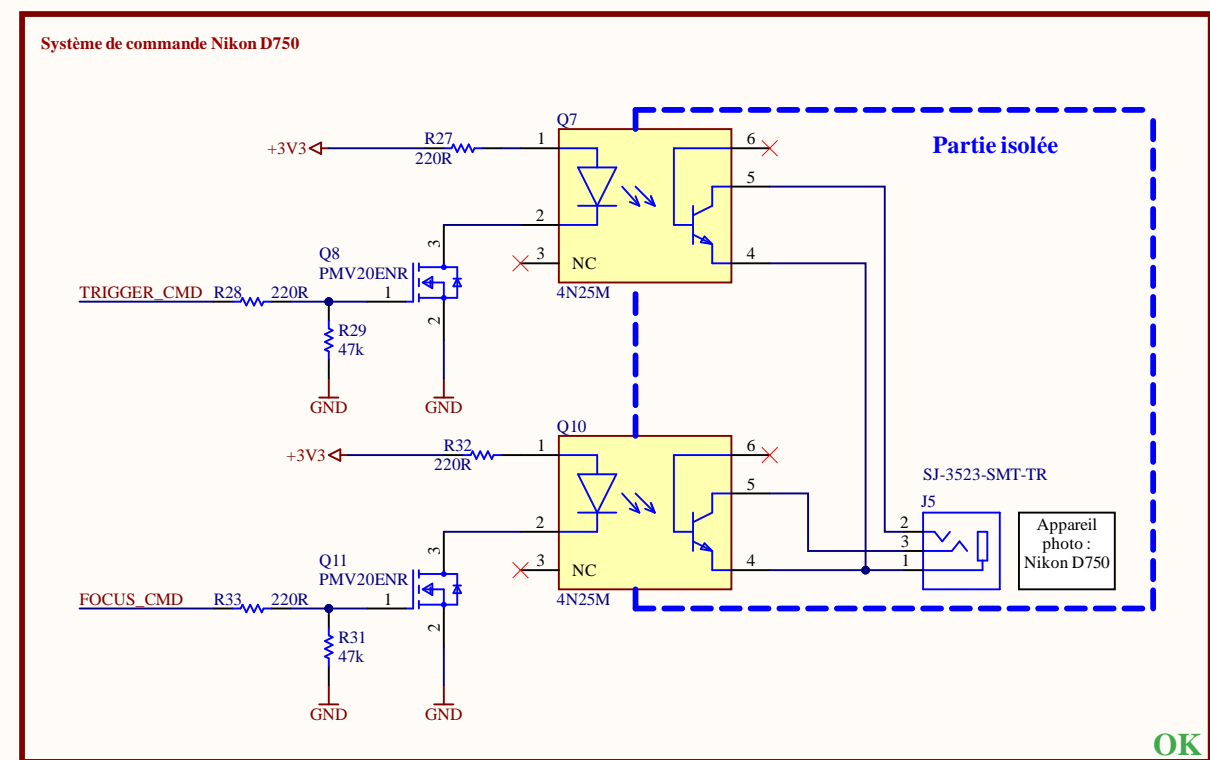 Système de commande Nikon D750
Partie isolée
Q7
+3V3
R27
220R
1
2
3
NC
6
5
4
4N25M
Q8
PMV20ENR
3
1
2
TRIGGER_CMD
R28
220R
R29
47k
GND
GND
Q10
+3V3
R32
220R
1
2
3
NC
6
5
4
4N25M
Q11
PMV20ENR
3
1
2
FOCUS_CMD
R33
220R
R31
47k
GND
GND
SJ-3523-SMT-TR
J5
2
3
1
Appareil
photo :
Nikon D750
OK